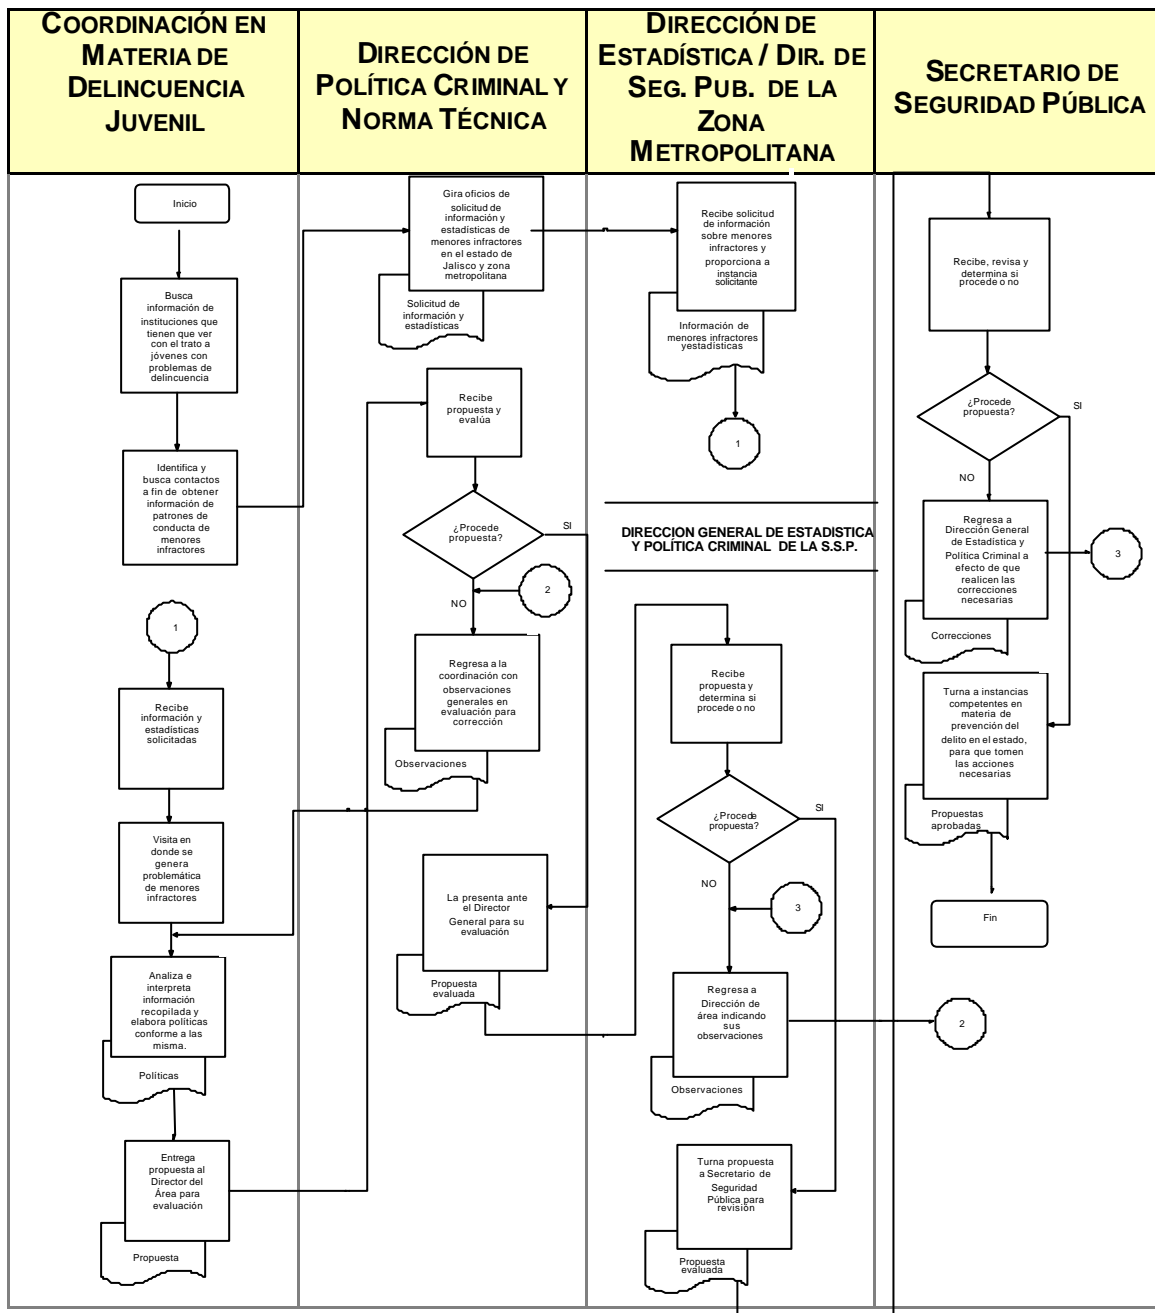 COORDINACIÓN EN
MATERIA DE
DELINCUENCIA
JUVENIL
DIRECCIÓN DE
POLÍTICA CRIMINAL Y
NORMA TÉCNICA
DIRECCIÓN DE
ESTADÍSTICA / DIR. DE
SEG. PUB. DE LA
ZONA
METROPOLITANA
SECRETARIO DE
SEGURIDAD PÚBLICA
Inicio
Busca
información de
instituciones que
tienen que ver
con el trato a
jóvenes con
problemas de
delincuencia
Identifica y
busca contactos
a fin de obtener
información de
patrones de
conducta de
menores
infractores
1
Recibe
información y
estadísticas
solicitadas
Visita en
donde se
genera
problemática
de menores
infractores
Analiza e
interpreta
información
recopilada y
elabora políticas
conforme a las
misma.
Políticas
Entrega
propuesta al
Director del
Área para
evaluación
Propuesta
Gira oficios de
solicitud de
información y
estadísticas de
menores infractores
en el estado de
Jalisco y zona
metropolitana
Solicitud de
información y
estadísticas
Recibe
propuesta y
evalúa
¿Procede
propuesta?
SI
NO
2
Regresa a la
coordinación con
observaciones
generales en
evaluación para
corrección
Observaciones
La presenta ante
el Director
General para su
evaluación
Propuesta
evaluada
Recibe solicitud
de información
sobre menores
infractores y
proporciona a
instancia
solicitante
Información de
menores infractores
yestadísticas
1
DIRECCION GENERAL DE ESTADISTICA
Y POLÍTICA CRIMINAL DE LA S.S.P.
Recibe
propuesta y
determina si
procede o no
¿Procede
propuesta?
SI
NO
3
Regresa a
Dirección de
área indicando
sus
observaciones
Observaciones
Turna propuesta
a Secretario de
Seguridad
Pública para
revisión
Propuesta
evaluada
Recibe, revisa y
determina si
procede o no
¿Procede
propuesta?
SI
NO
Regresa a
Dirección General
de Estadística y
Política Criminal a
efecto de que
realicen las
correcciones
necesarias
3
Correcciones
Turna a instancias
competentes en
materia de
prevención del
delito en el estado,
para que tomen
las acciones
necesarias
Propuestas
aprobadas
Fin
2